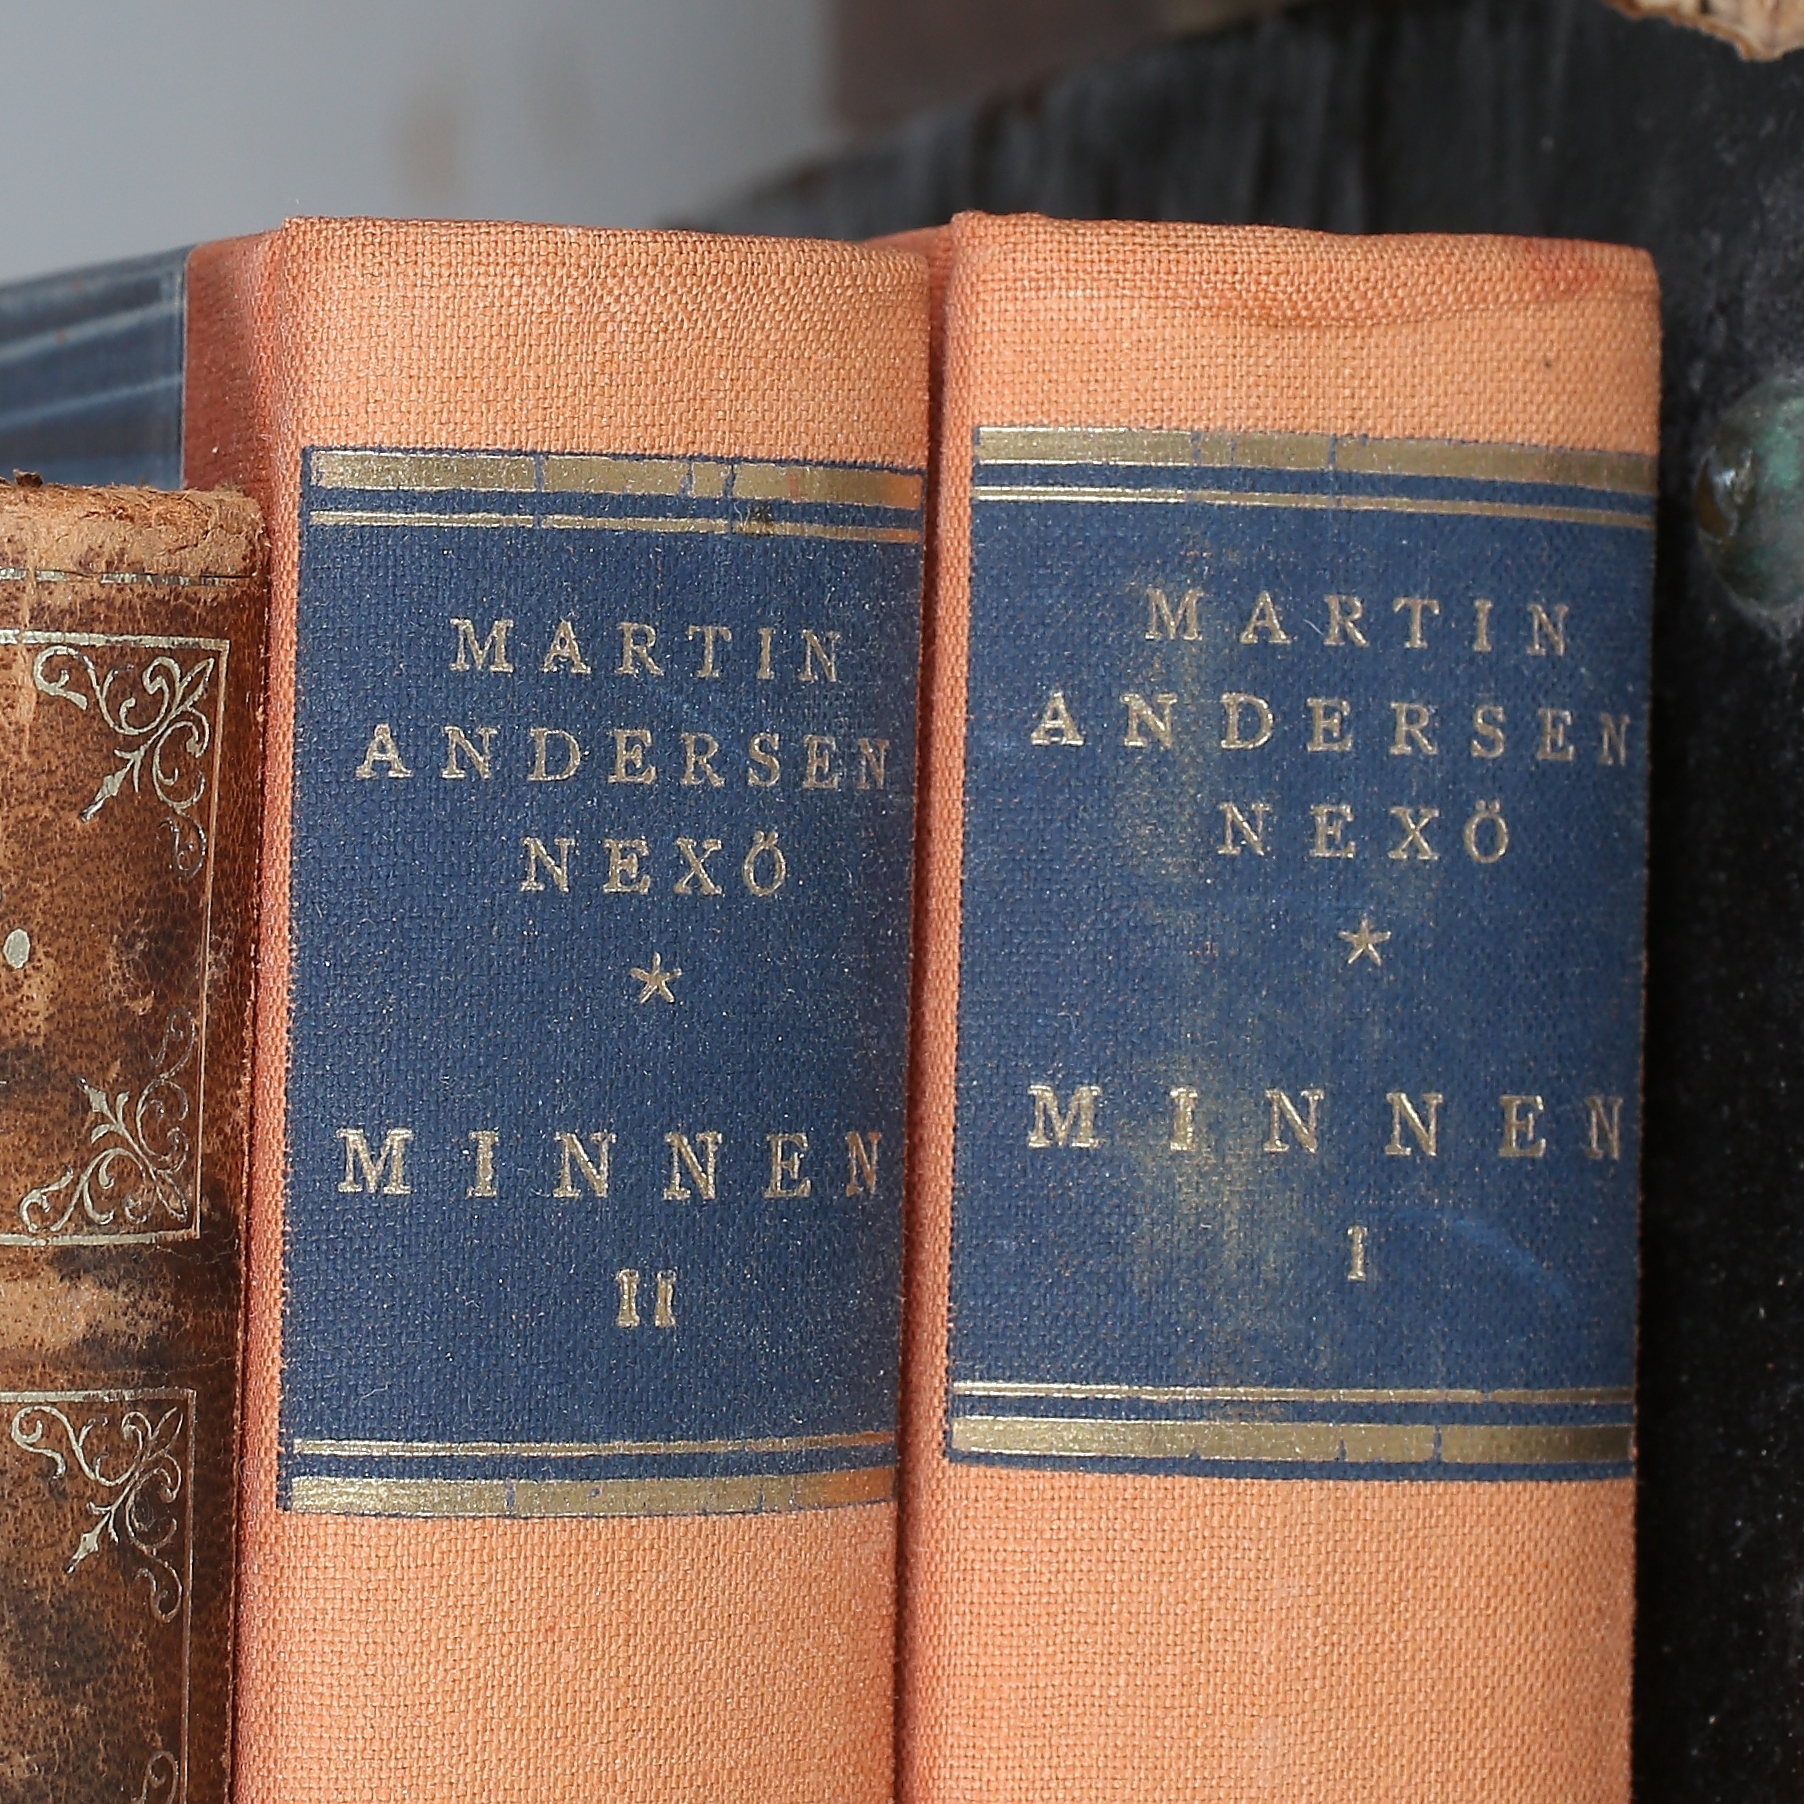 MARTIN
ANDERSEN
NEXÖ
MINNEN
II
MARTIN
ANDERSEN
NEXÖ
MINNEN
I